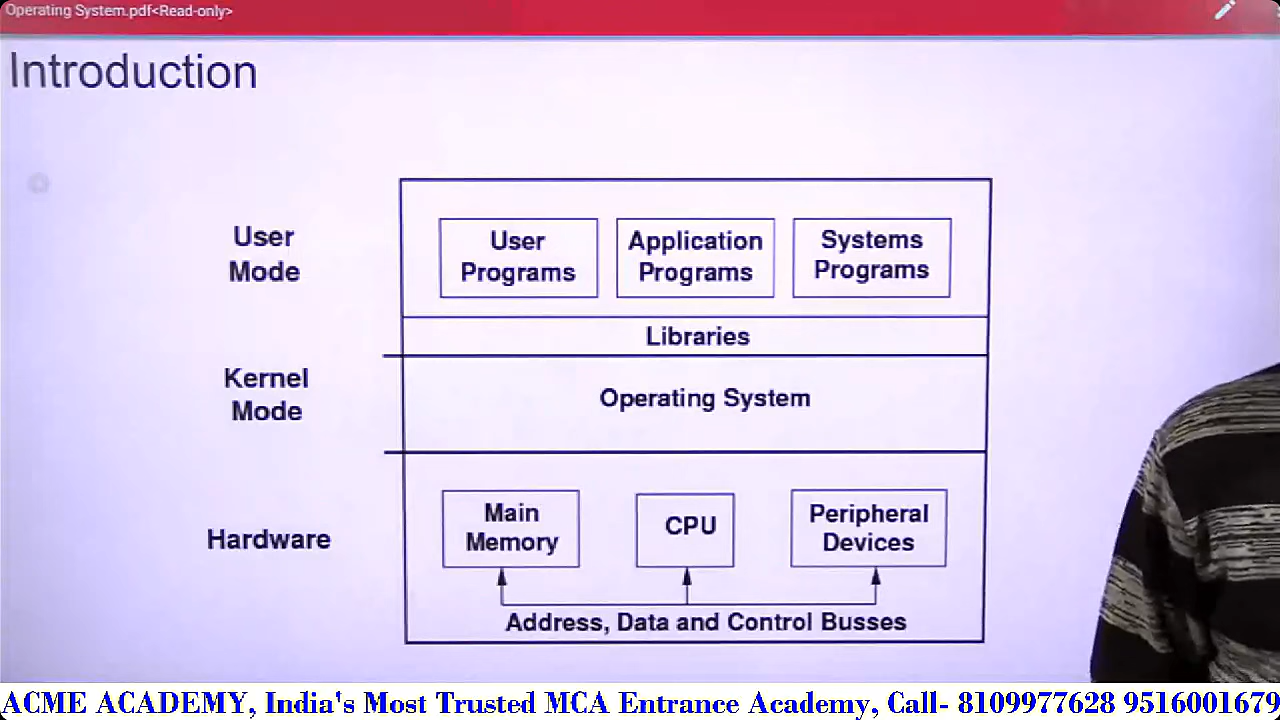 Operating System.pdf<Read-only>
Introduction
User
Mode
User
Programs
Application
Programs
Systems
Programs
Libraries
Kernel
Mode
Operating System
Hardware
Main
Memory
CPU
Peripheral
Devices
Address, Data and Control Busses
ACME ACADEMY, India's Most Trusted MCA Entrance Academy, Call- 8109977628 9516001679